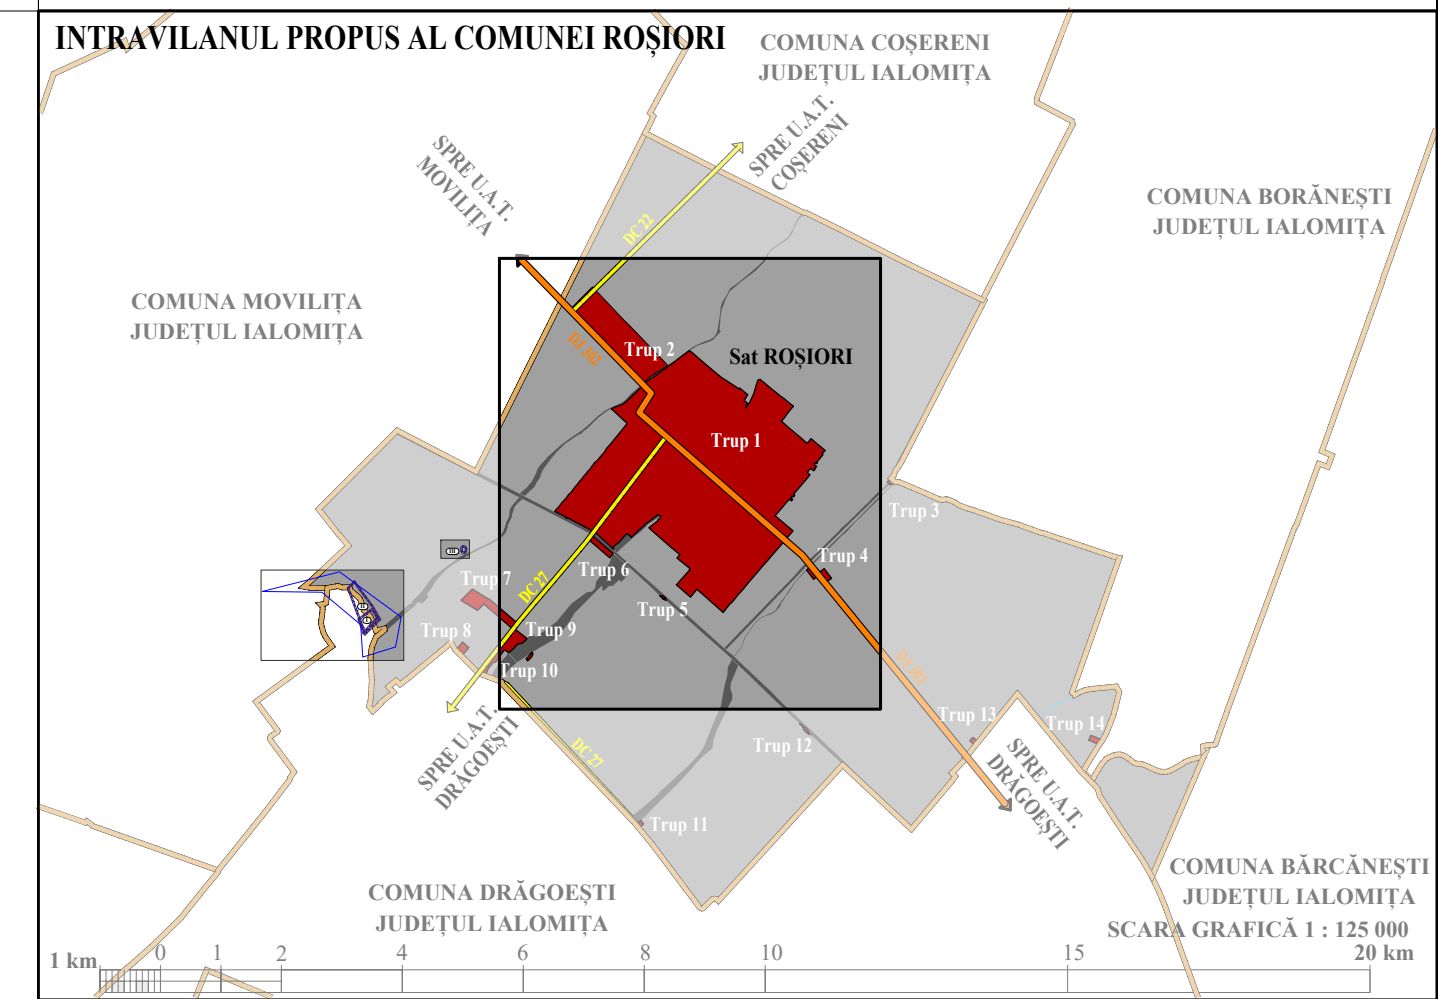 INTRAVILANUL PROPUS AL COMUNEI ROȘIORI
COMUNA COȘERENI
JUDEȚUL IALOMIȚA
SPRE U.A.T.
MOVILIȚA
SPRE U.A.T.
COȘERENI
COMUNA BORĂNEȘTI
JUDEȚUL IALOMIȚA
DC 22
COMUNA MOVILIȚA
JUDEȚUL IALOMIȚA
DJ 302
Trup 2
Sat ROȘIORI
Trup 1
Trup 3
Trup 4
Trup 6
Trup 7
DC 27
Trup 5
Trup 8
Trup 9
Trup 10
DJ 302
SPRE U.A.T.
DRĂGOEȘTI
DC 27
Trup 13
Trup 14
Trup 12
SPRE U.A.T.
DRĂGOEȘTI
Trup 11
COMUNA DRĂGOEȘTI
JUDEȚUL IALOMIȚA
COMUNA BĂRCĂNEȘTI
JUDEȚUL IALOMIȚA
SCARA GRAFICĂ 1 : 125 000
1 km 0 1 2 4 6 8 10 15 20 km